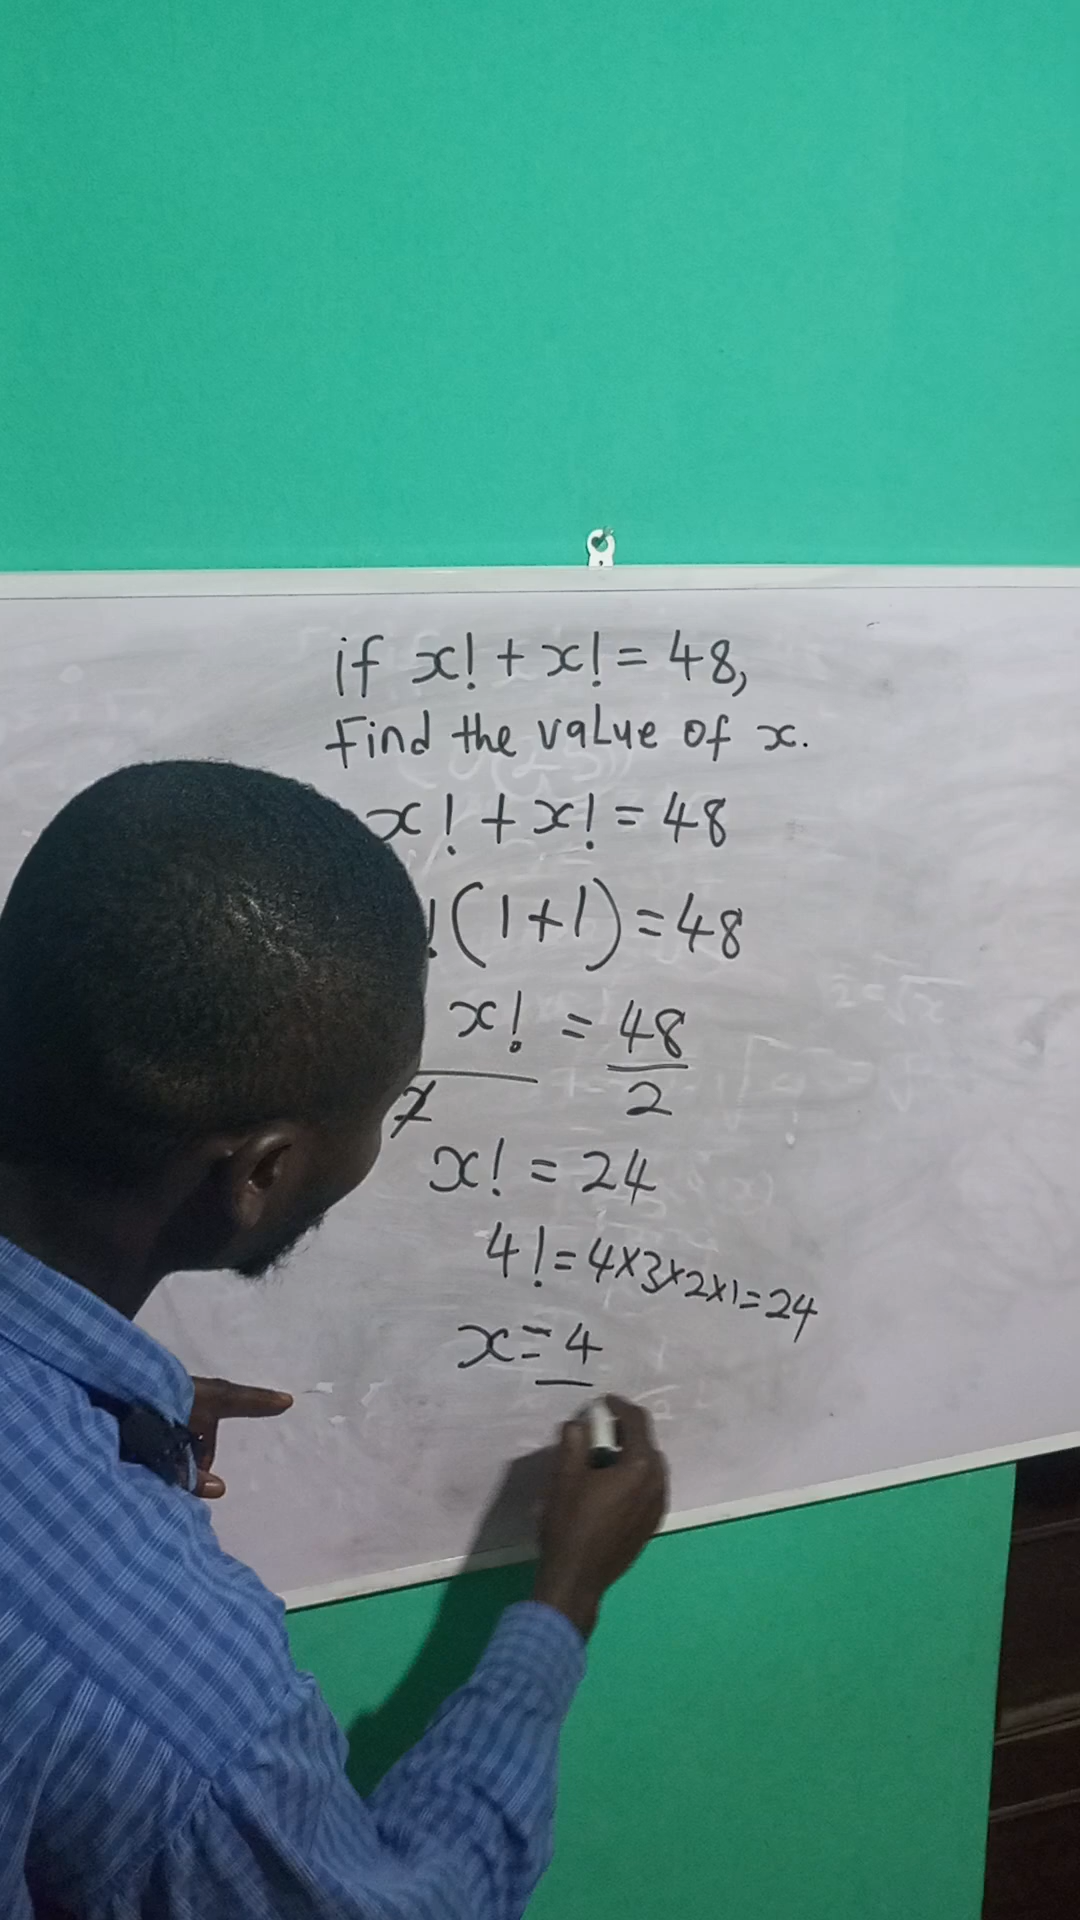 if x! + x! = 48,
Find the value of x.
x! + x! = 48
!(1+1) = 48
x! = 48
2 2
x! = 24
4! = 4×3×2×1=24
x = 4